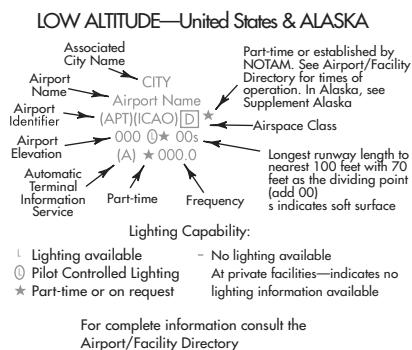 LOW ALTITUDE—United States & ALASKA
Associated
City Name
Airport
Name
Airport
Identifier
Airport
Elevation
Automatic
Terminal
Information
Service
Part-time
Frequency
CITY
Airport Name
(APT)(ICAO) D ★
000 Ⓛ★ 00s
(A) ★ 000.0
Part-time or established by
NOTAM. See Airport/Facility
Directory for times of
operation. In Alaska, see
Supplement Alaska
Airspace Class
Longest runway length to
nearest 100 feet with 70
feet as the dividing point
(add 00)
s indicates soft surface
Lighting Capability:
L Lighting available
Ⓛ Pilot Controlled Lighting
★ Part-time or on request
– No lighting available
At private facilities—indicates no
lighting information available
For complete information consult the
Airport/Facility Directory